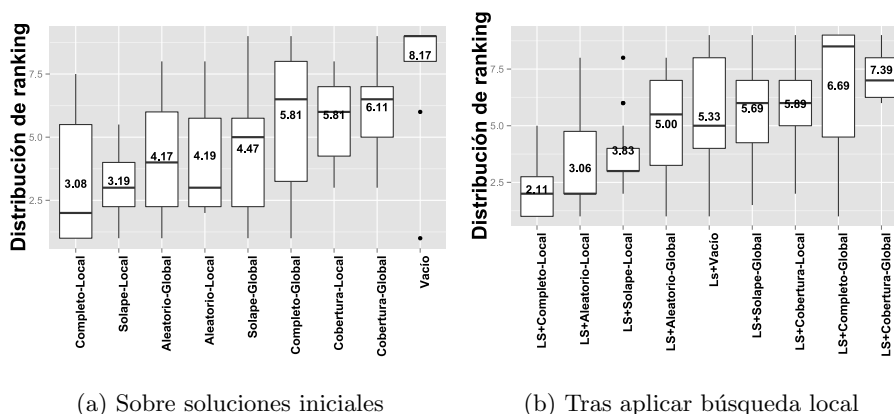 Distribución de ranking
7.5
5.0
2.5
3.08
3.19
4.17
4.19
4.47
5.81
5.81
6.11
8.17
Completo-Local
Solape-Local
Aleatorio-Global
Aleatorio-Local
Solape-Global
Completo-Global
Cobertura-Local
Cobertura-Global
Vacío
(a) Sobre soluciones iniciales
Distribución de ranking
7.5
5.0
2.5
2.11
3.06
3.83
5.00
5.33
5.69
5.89
6.69
7.39
LS+Completo-Local
LS+Aleatorio-Local
LS+Solape-Local
LS+Aleatorio-Global
Ls+Vacío
LS+Solape-Global
LS+Cobertura-Local
LS+Completo-Global
LS+Cobertura-Global
(b) Tras aplicar búsqueda local